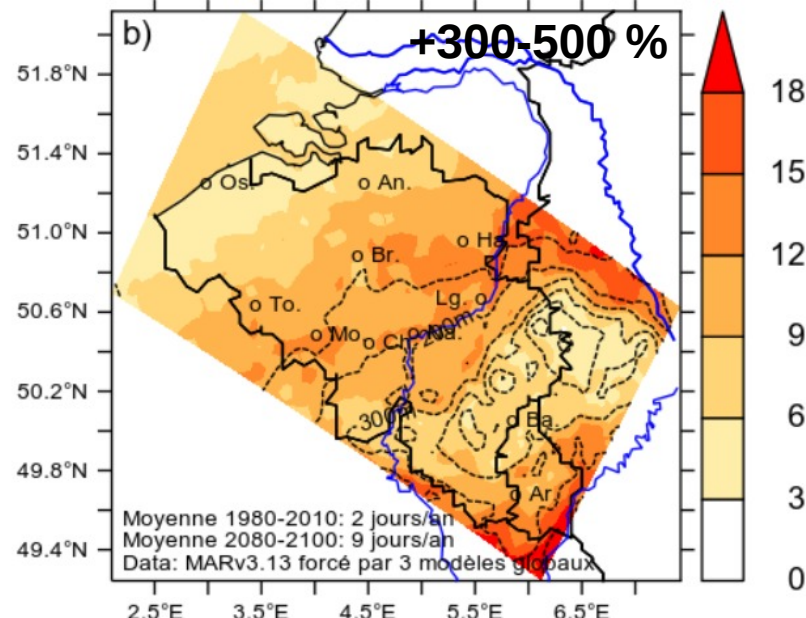 b)
+300-500 %
51.8°N
51.4°N
51.0°N
50.6°N
50.2°N
49.8°N
49.4°N
Os.
An.
Ha
Br.
Lg.
To.
Mo.
Ch.
Na.
200m
300m
Ba.
Ar
Moyenne 1980-2010: 2 jours/an
Moyenne 2080-2100: 9 jours/an
Data: MARv3.13 forcé par 3 modèles globaux
2.5°E 3.5°E 4.5°E 5.5°E 6.5°E
18
15
12
9
6
3
0